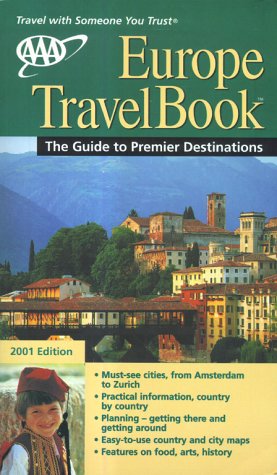 Travel with Someone You Trust®
AAA
Europe
TravelBook™
The Guide to Premier Destinations
2001 Edition
• Must-see cities, from Amsterdam
to Zurich
• Practical information, country
by country
• Planning – getting there and
getting around
• Easy-to-use country and city maps
• Features on food, arts, history